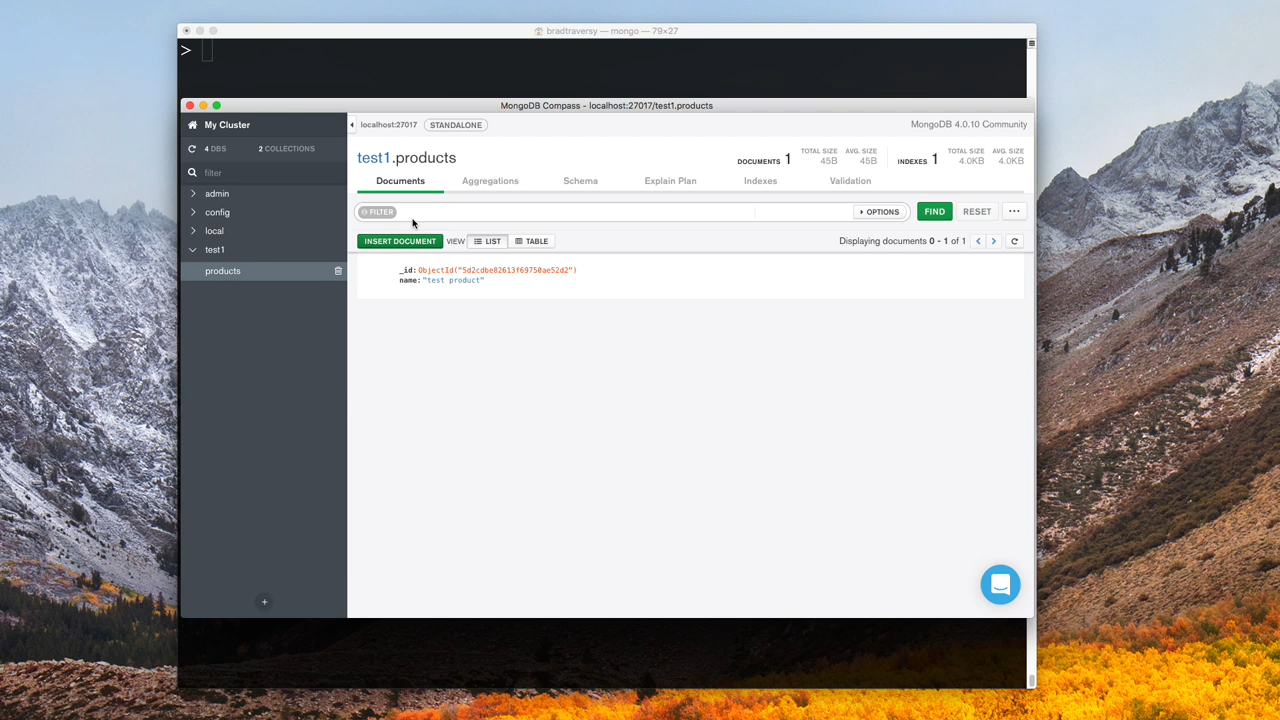 bradtraversy — mongo — 79×27
>
MongoDB Compass - localhost:27017/test1.products
My Cluster
localhost:27017 STANDALONE MongoDB 4.0.10 Community
4 DBS 2 COLLECTIONS
filter
admin
config
local
test1
products
test1.products
DOCUMENTS 1 TOTAL SIZE 45B AVG. SIZE 45B INDEXES 1 TOTAL SIZE 4.0KB AVG. SIZE 4.0KB
Documents Aggregations Schema Explain Plan Indexes Validation
FILTER OPTIONS FIND RESET ...
INSERT DOCUMENT VIEW LIST TABLE Displaying documents 0 - 1 of 1
_id: ObjectId("5d2cdbe82613f69750ae52d2")
name: "test product"
+